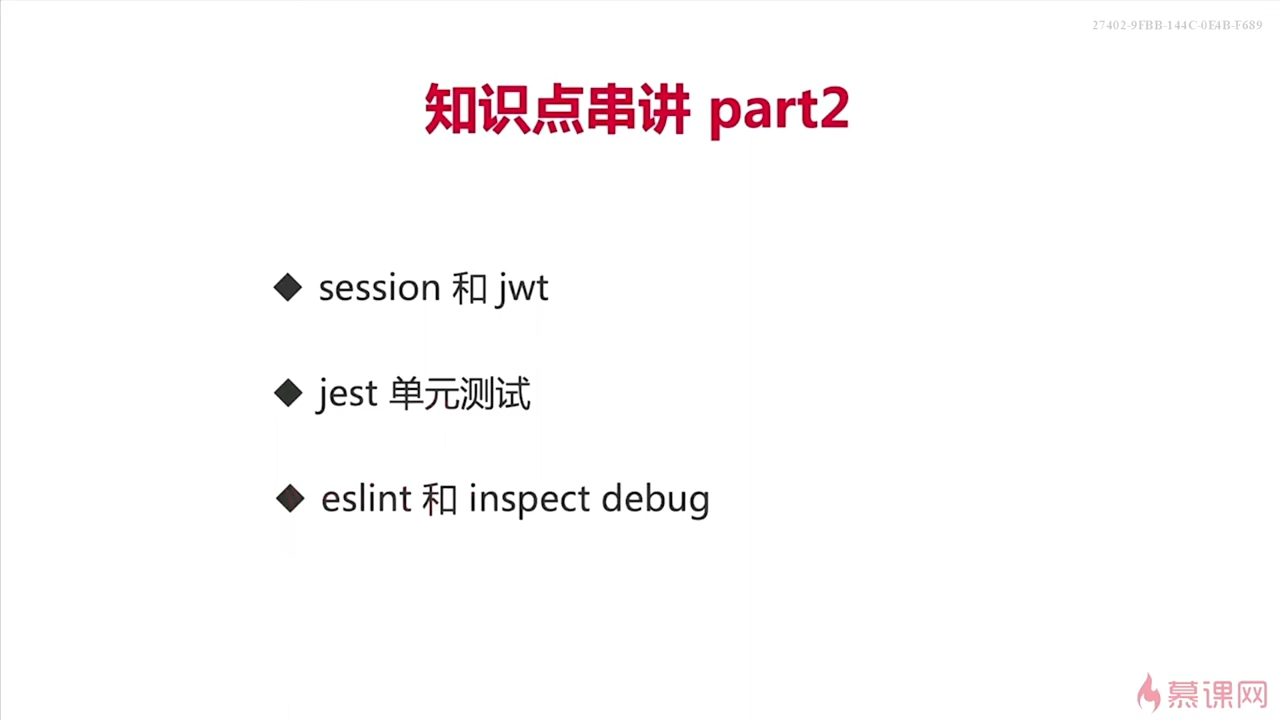 27402-9FBB-144C-0E4B-F689
知识点串讲 part2
◆ session 和 jwt
◆ jest 单元测试
◆ eslint 和 inspect debug
慕课网